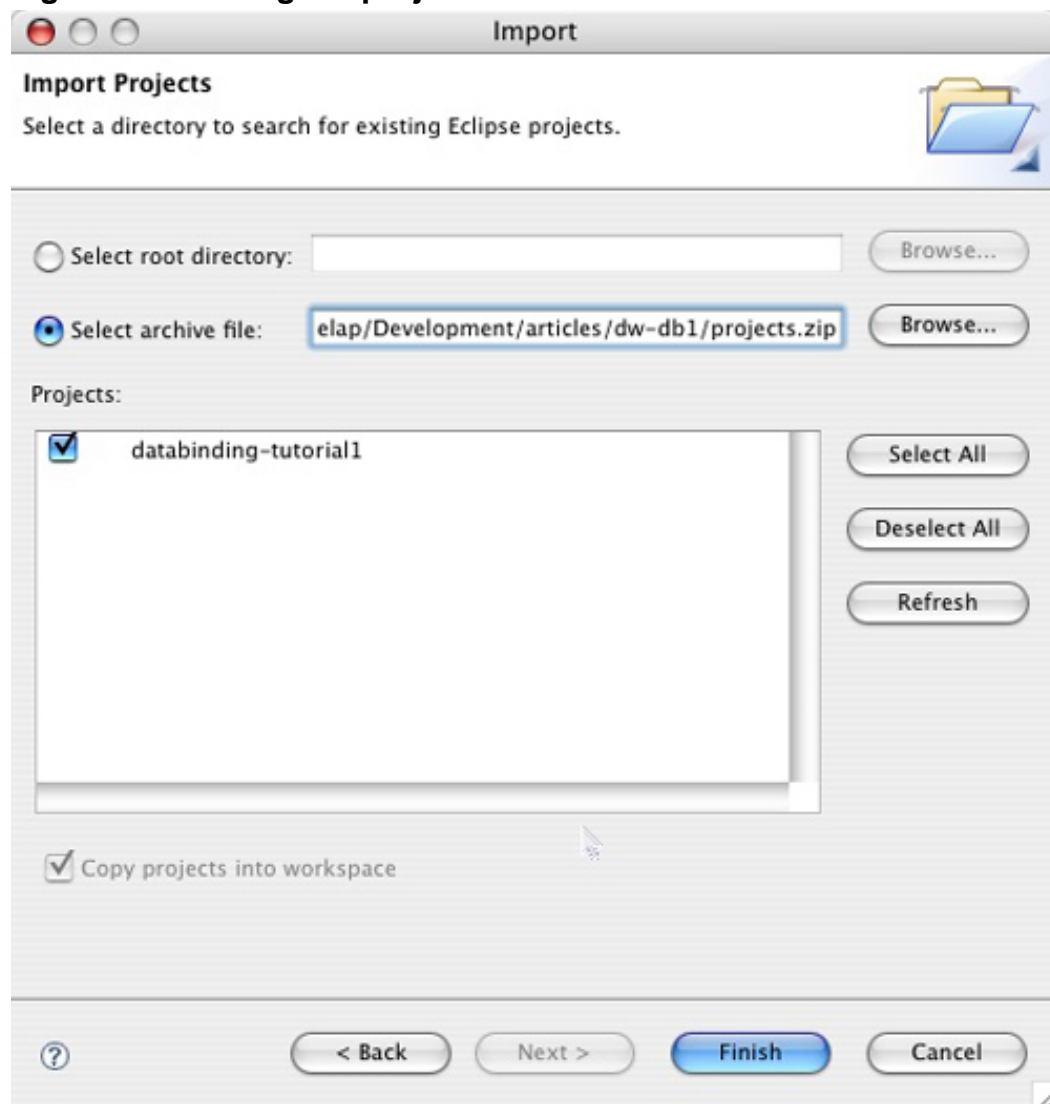 Import
Import Projects
Select a directory to search for existing Eclipse projects.
Select root directory:
Browse...
Select archive file:
elap/Development/articles/dw-db1/projects.zip
Browse...
Projects:
databinding-tutorial1
Select All
Deselect All
Refresh
Copy projects into workspace
?
< Back
Next >
Finish
Cancel